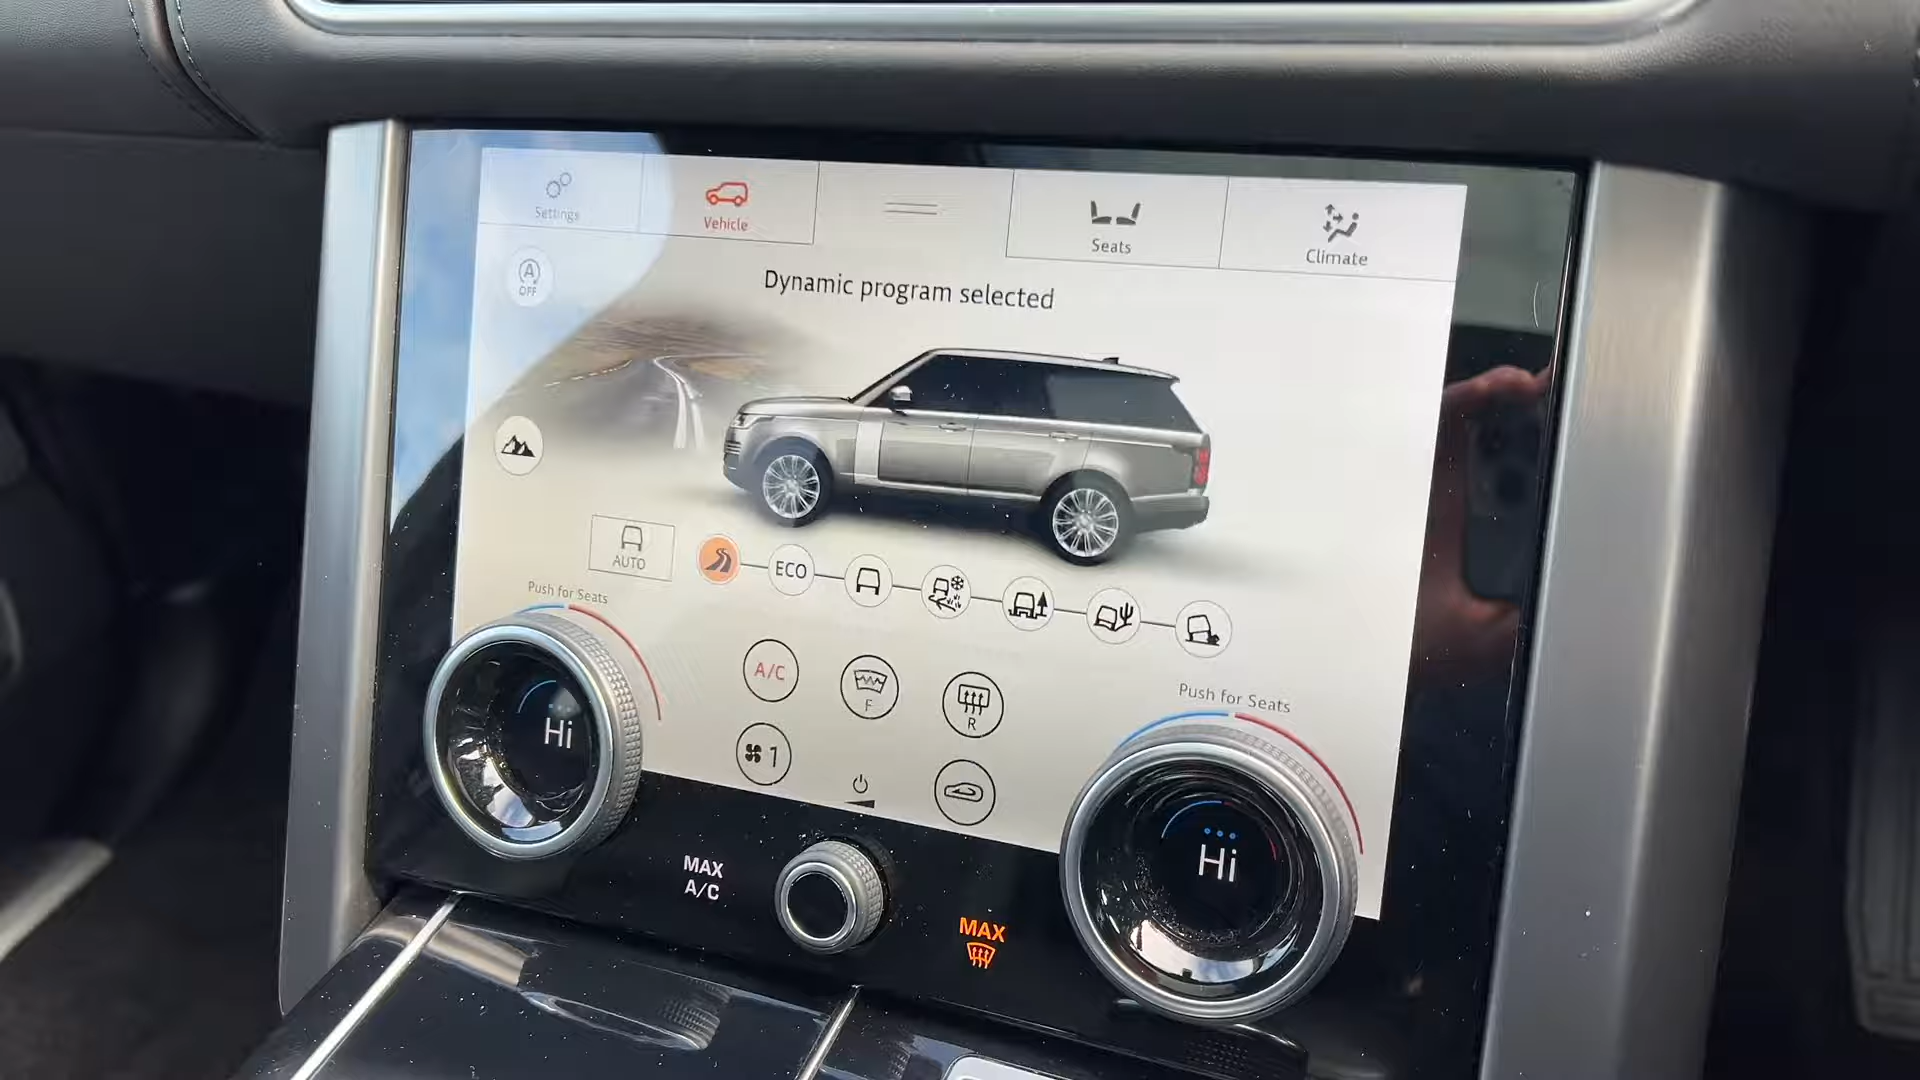 Settings
Vehicle
Seats
Climate
A
OFF
Dynamic program selected
AUTO
ECO
Push for Seats
Push for Seats
A/C
F
R
Hi
1
Hi
MAX
A/C
MAX